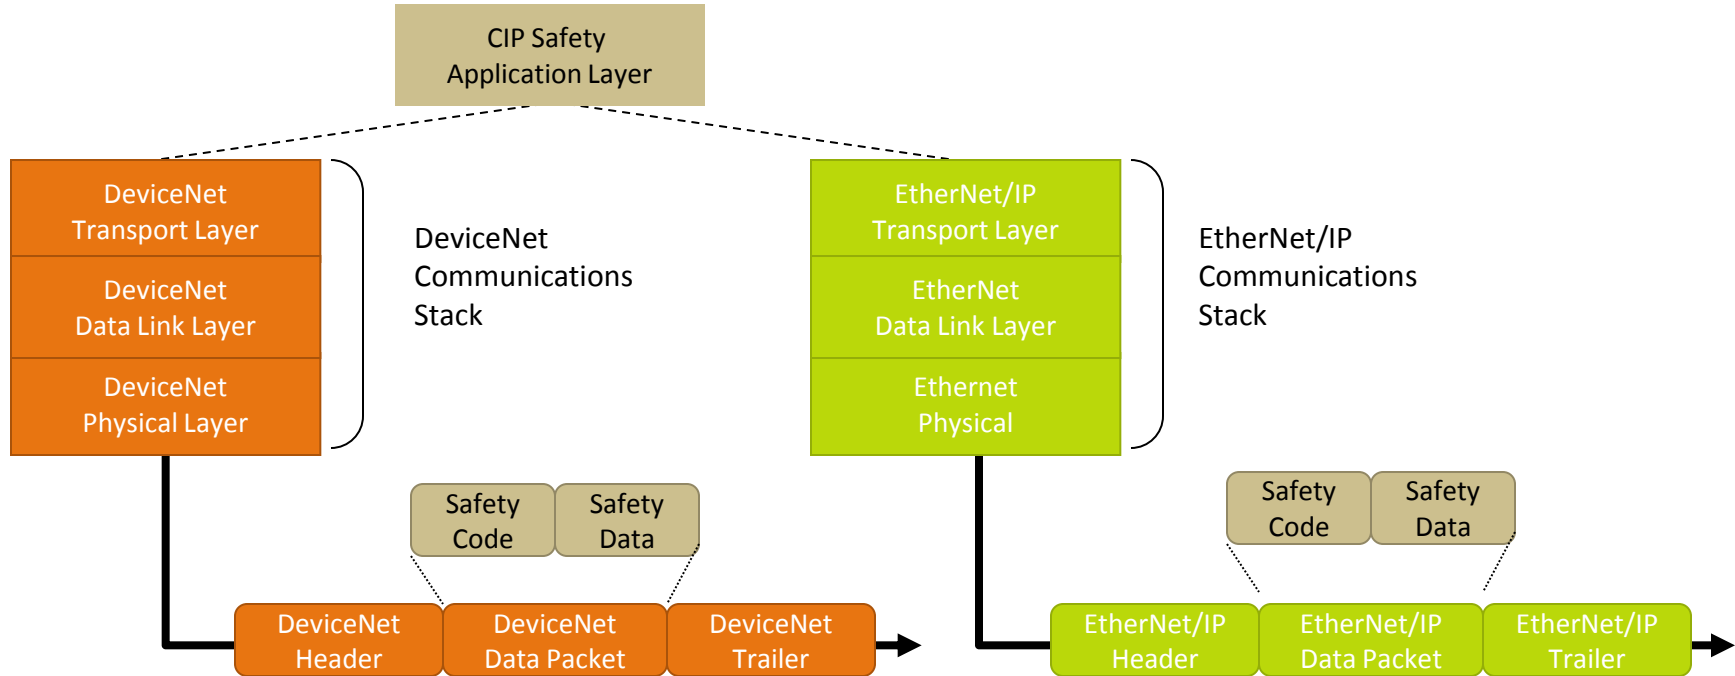 CIP Safety
Application Layer
DeviceNet
Transport Layer
DeviceNet
Data Link Layer
DeviceNet
Physical Layer
DeviceNet
Communications
Stack
EtherNet/IP
Transport Layer
EtherNet
Data Link Layer
Ethernet
Physical
EtherNet/IP
Communications
Stack
Safety
Code
Safety
Data
DeviceNet
Header
DeviceNet
Data Packet
DeviceNet
Trailer
Safety
Code
Safety
Data
EtherNet/IP
Header
EtherNet/IP
Data Packet
EtherNet/IP
Trailer